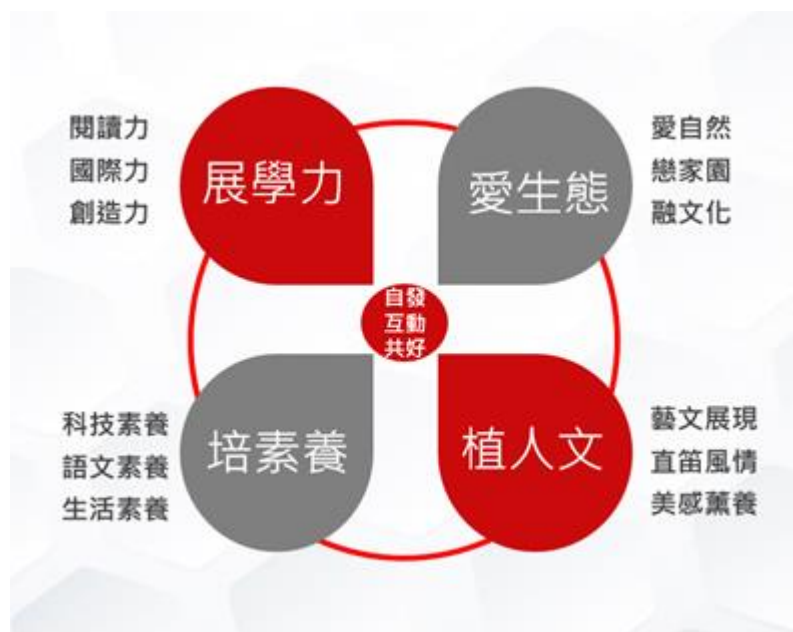 閱讀力
國際力
創造力
展學力
愛生態
愛自然
戀家園
融文化
自發
互動
共好
科技素養
語文素養
生活素養
培素養
植人文
藝文展現
直笛風情
美感薰養